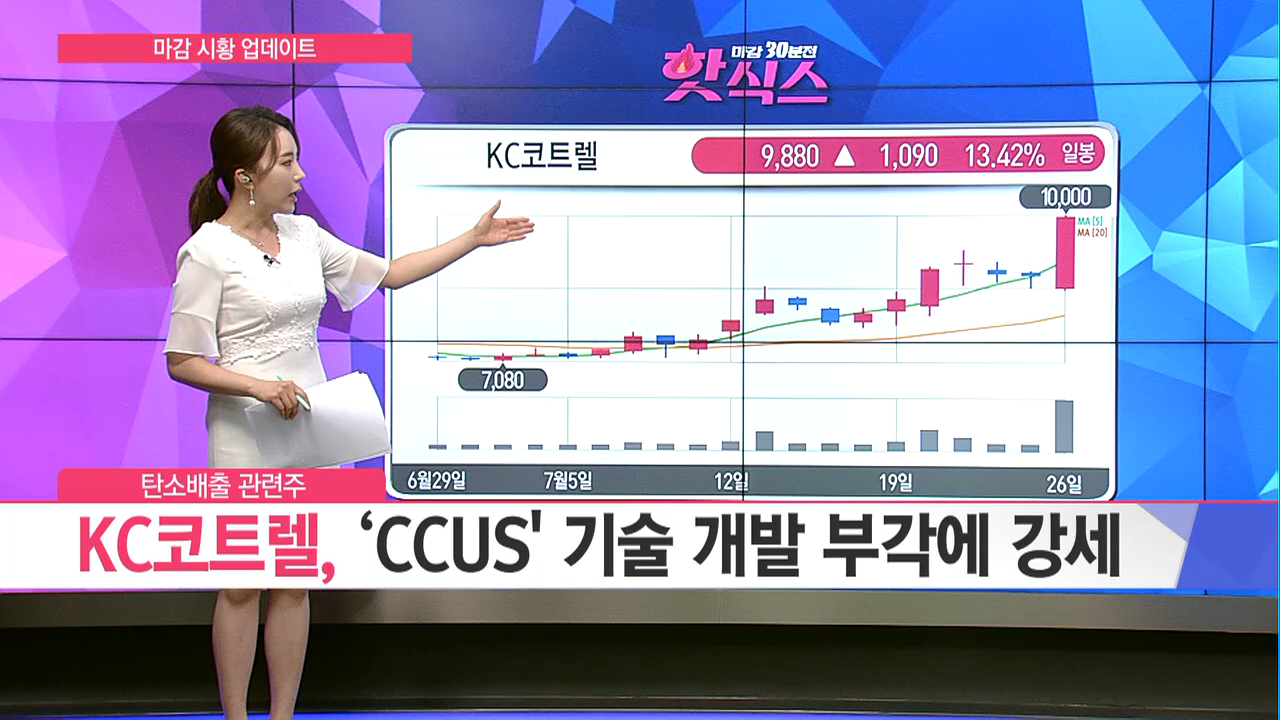 마감 시황 업데이트
마감 30분전
핫식스
KC코트렐
9,880 ▲ 1,090 13.42% 일봉
10,000
MA [5]
MA [20]
7,080
6월29일 7월5일 12일 19일 26일
탄소배출 관련주
KC코트렐, ‘CCUS' 기술 개발 부각에 강세